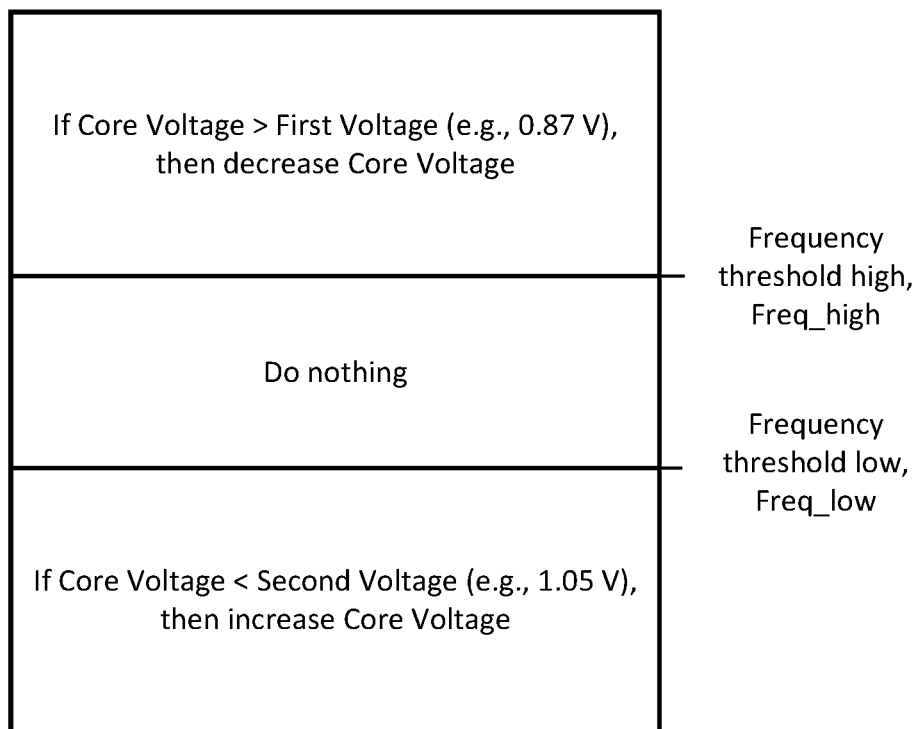 If Core Voltage > First Voltage (e.g., 0.87 V),
then decrease Core Voltage
Frequency
threshold high,
Freq_high
Do nothing
Frequency
threshold low,
Freq_low
If Core Voltage < Second Voltage (e.g., 1.05 V),
then increase Core Voltage